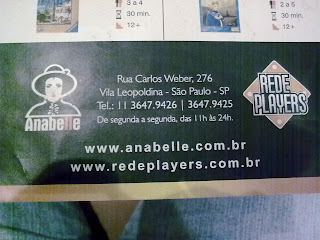 3 a 4
30 min.
12+
2 a 5
30 min.
12+
Anabelle
Rua Carlos Weber, 276
Vila Leopoldina - São Paulo - SP
Tel.: 11 3647.9426 | 3647.9425
De segunda a segunda, das 11h às 24h.
REDE
PLAYERS
www.anabelle.com.br
www.redeplayers.com.br